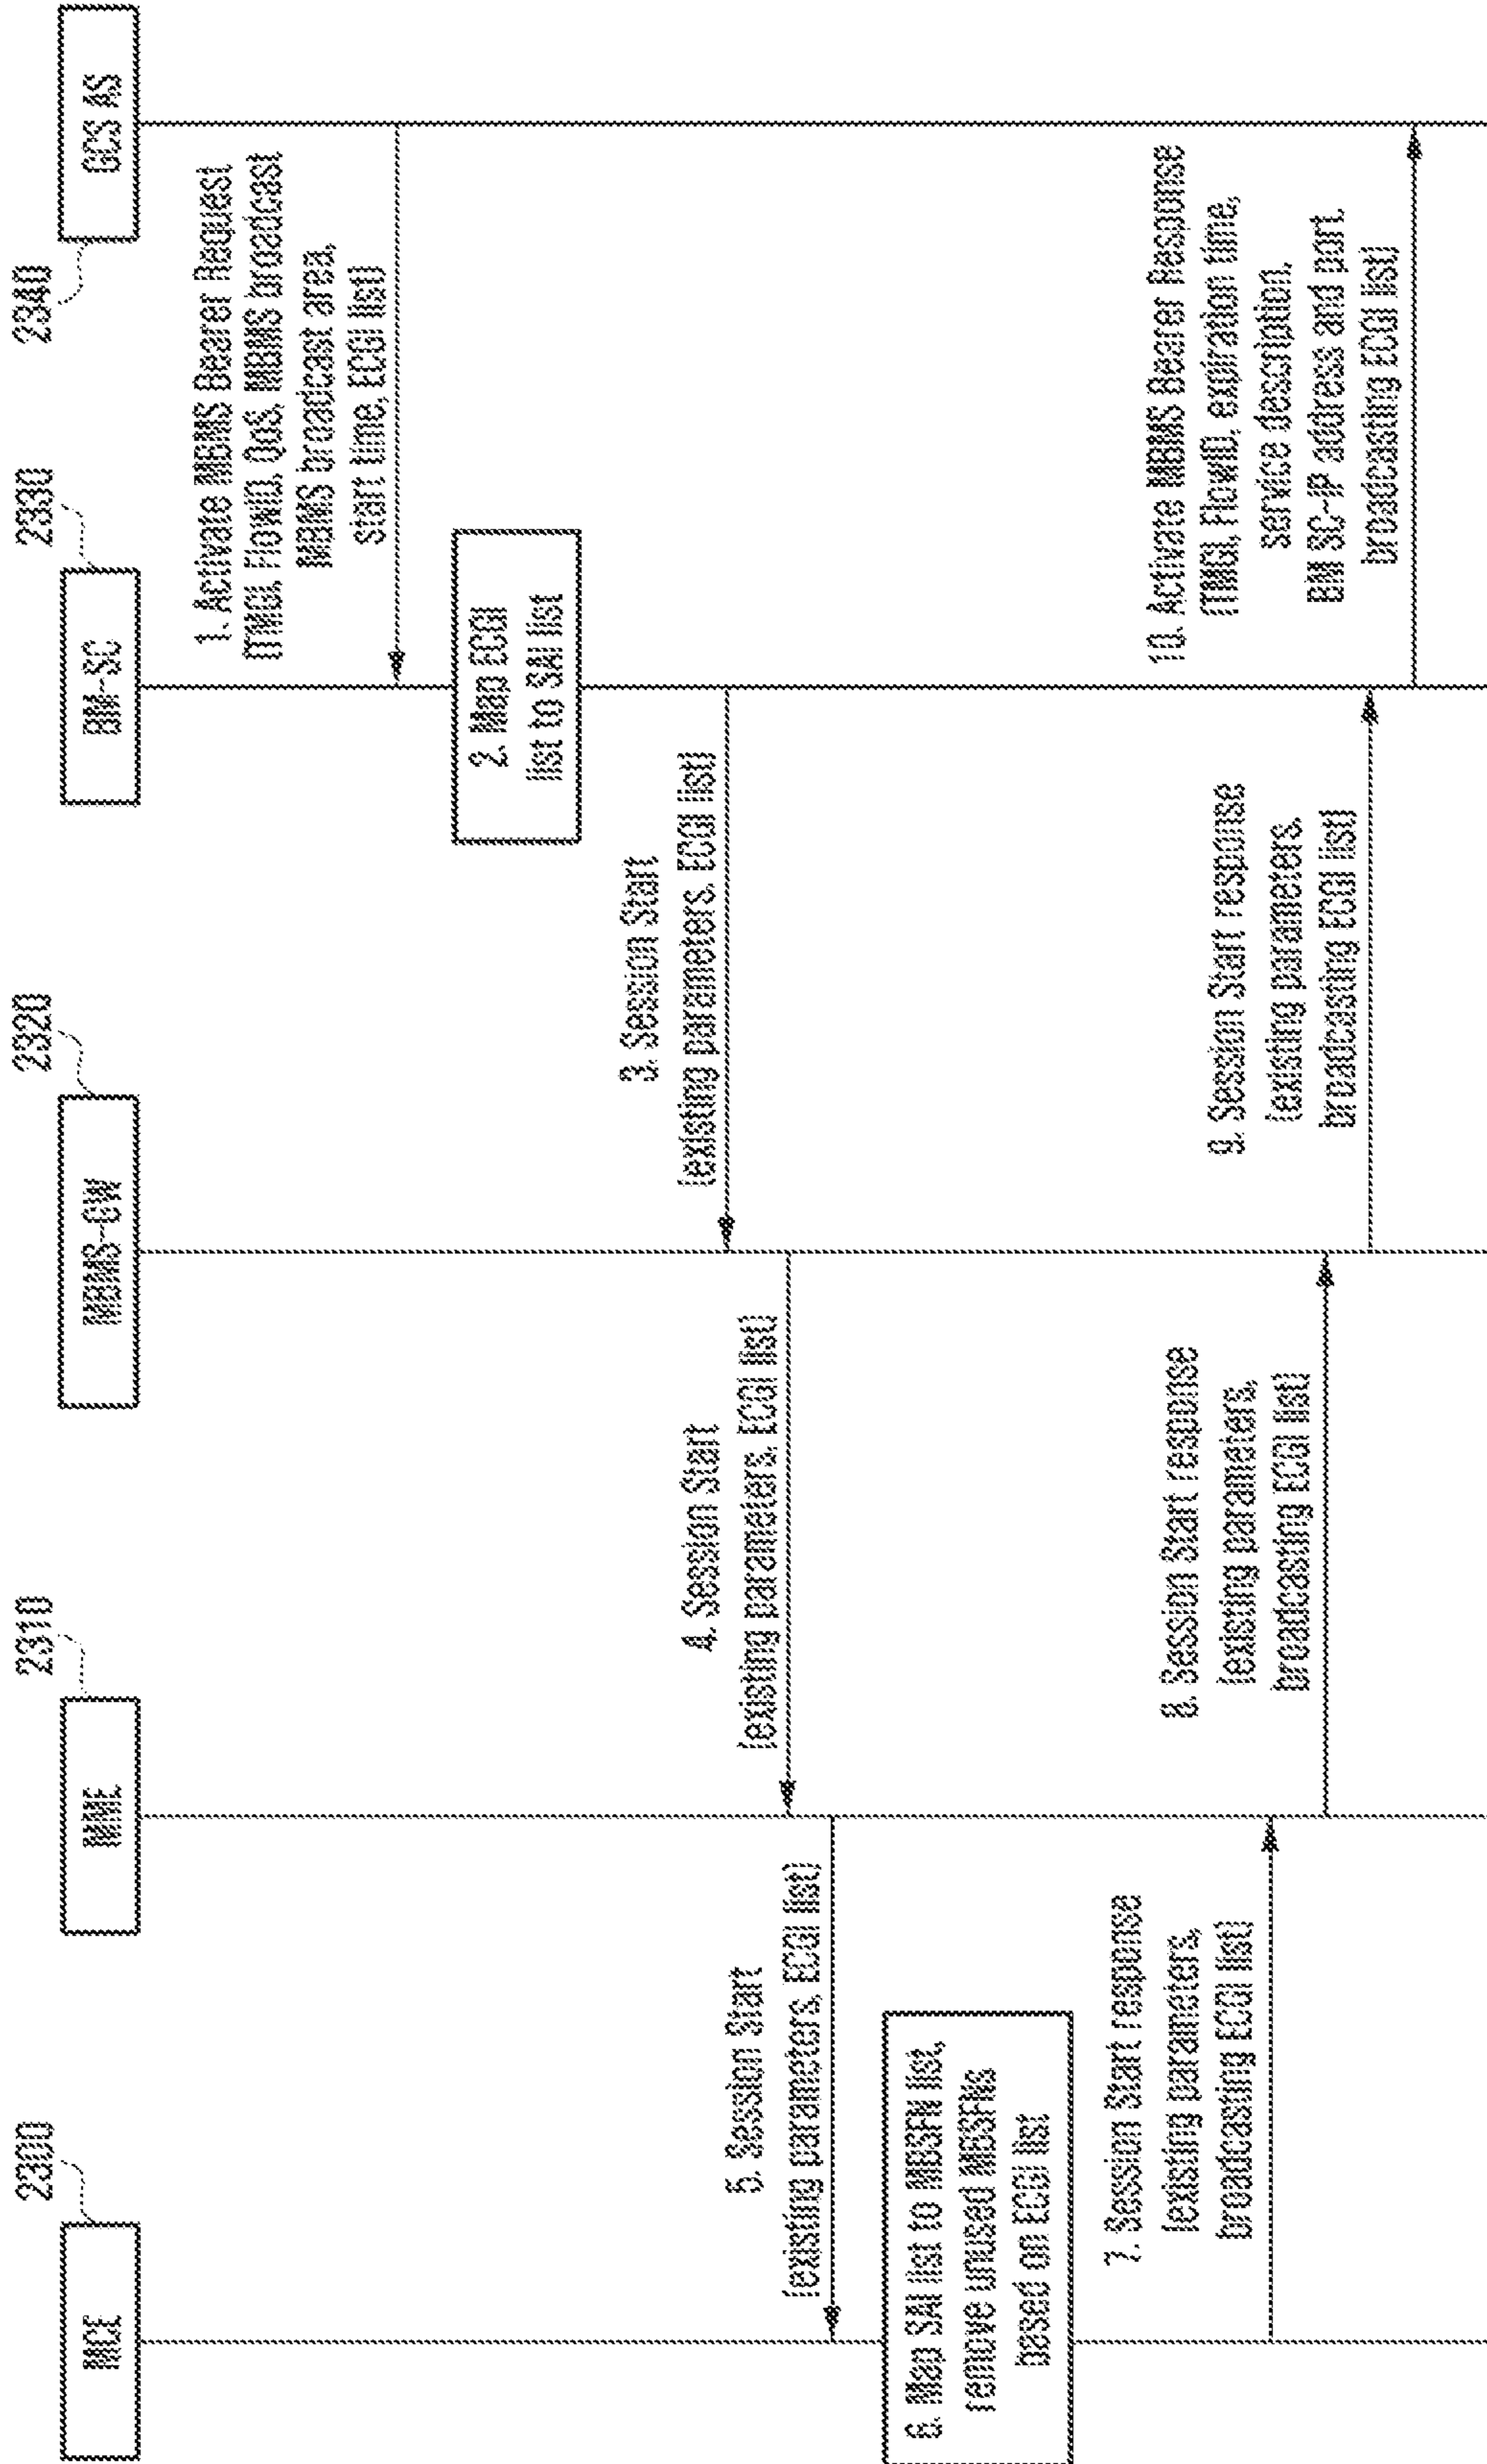 2300
2310
2320
2330
2340
MCE
MME
MBMS-GW
BM-SC
GCS AS
1. Activate MBMS Bearer Request
(TMGI, FlowID, QoS, MBMS broadcast
MBMS broadcast area,
start time, ECGI list)
2. Map ECGI
list to SAI list
3. Session Start
(existing parameters, ECGI list)
4. Session Start
(existing parameters, ECGI list)
5. Session Start
(existing parameters, ECGI list)
6. Map SAI list to MBSFN list,
remove unused MBSFNs
based on ECGI list
7. Session Start response
(existing parameters,
broadcasting ECGI list)
8. Session Start response
(existing parameters,
broadcasting ECGI list)
9. Session Start response
(existing parameters,
broadcasting ECGI list)
10. Activate MBMS Bearer Response
(TMGI, FlowID, expiration time,
service description,
BM SC-IP address and port,
broadcasting ECGI list)